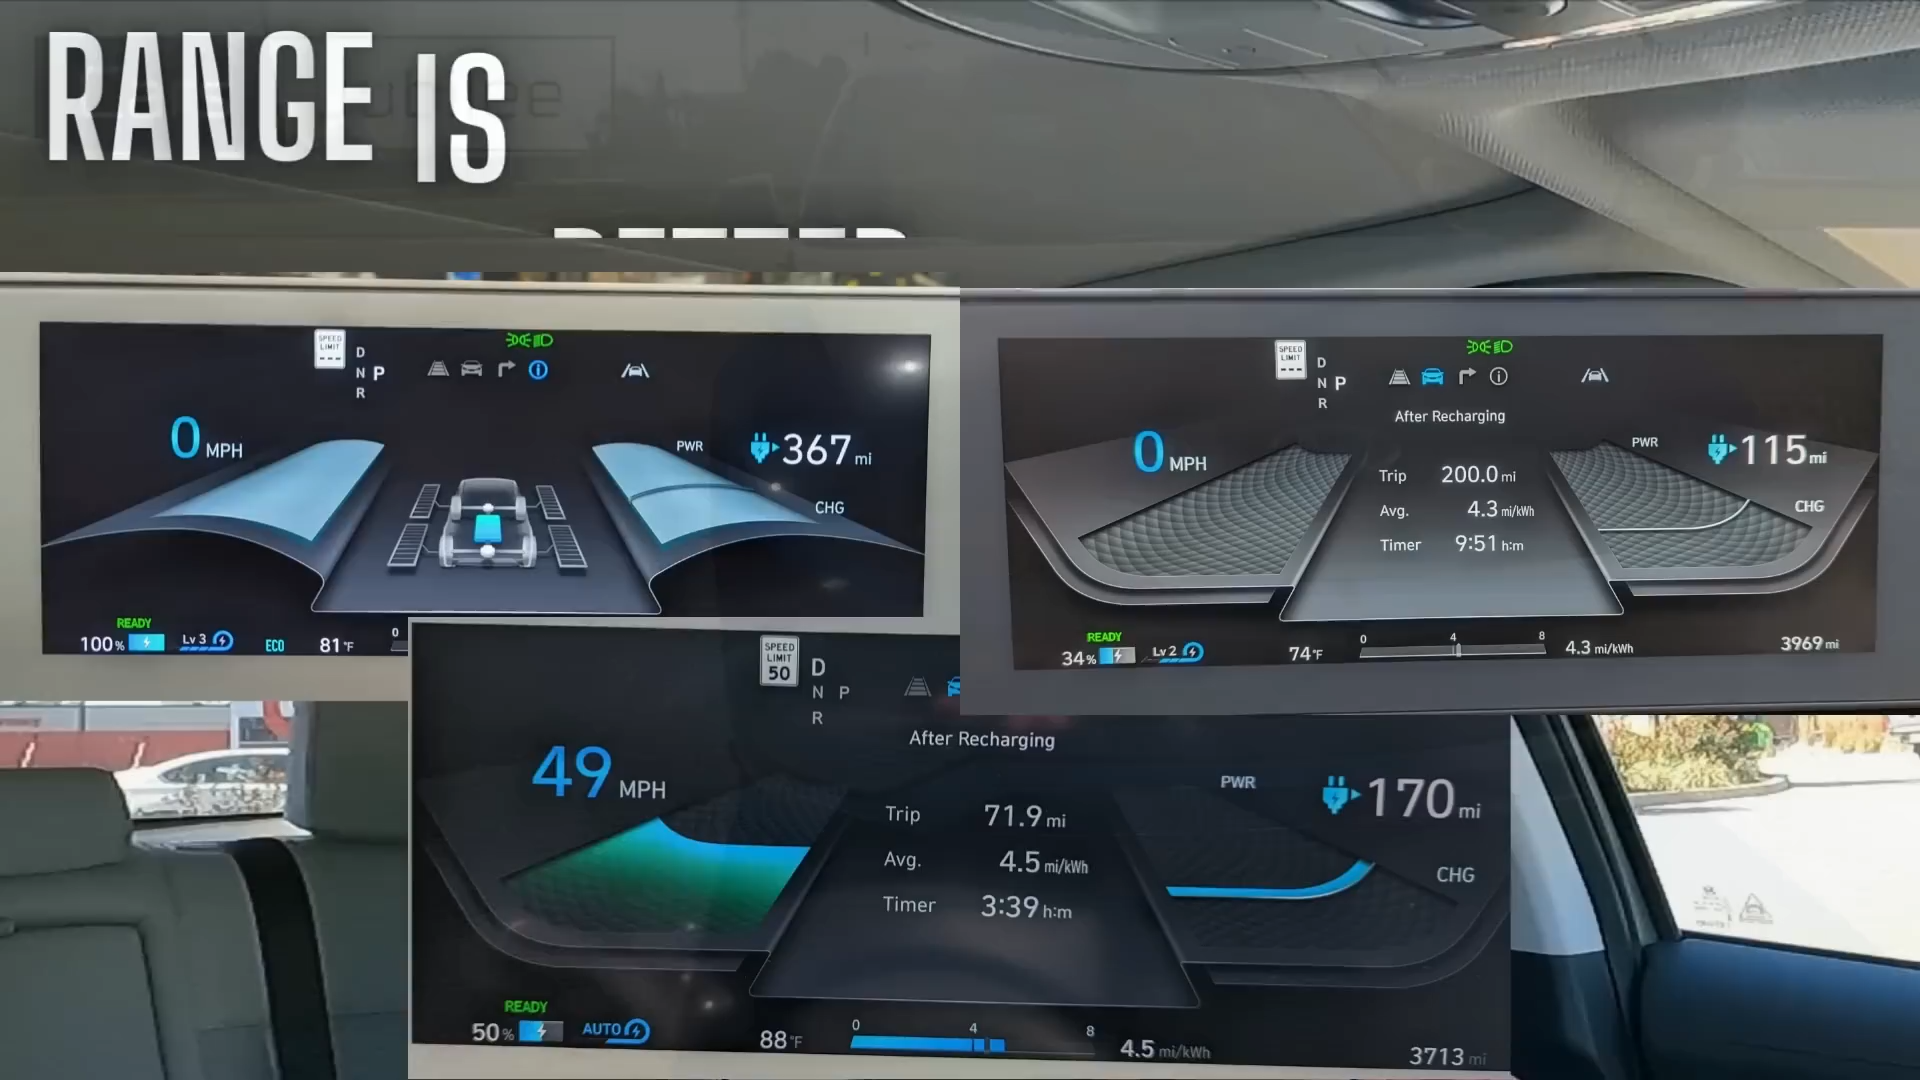 RANGE IS
BETTER
SPEED
LIMIT
---
D
N P
R
0 MPH
PWR
367 mi
CHG
READY
100% Lv 3 ECO 81°F 0
SPEED
LIMIT
---
D
N P
R
After Recharging
0 MPH
PWR
115 mi
Trip 200.0 mi
Avg. 4.3 mi/kWh
CHG
Timer 9:51 h:m
READY
34% Lv 2 74°F 0 4 8 4.3 mi/kWh 3969 mi
SPEED
LIMIT
50
D
N P
R
After Recharging
49 MPH
PWR
170 mi
Trip 71.9 mi
Avg. 4.5 mi/kWh
CHG
Timer 3:39 h:m
READY
50% AUTO 88°F 0 4 8 4.5 mi/kWh 3713 mi